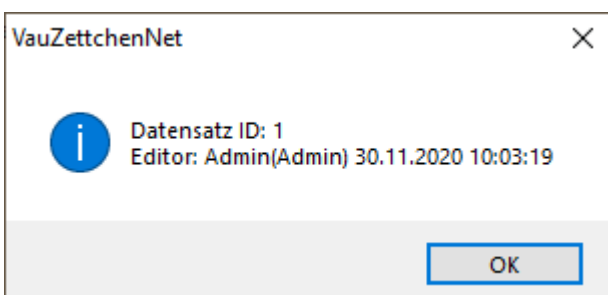 VauZettchenNet
Datensatz ID: 1
Editor: Admin(Admin) 30.11.2020 10:03:19
OK